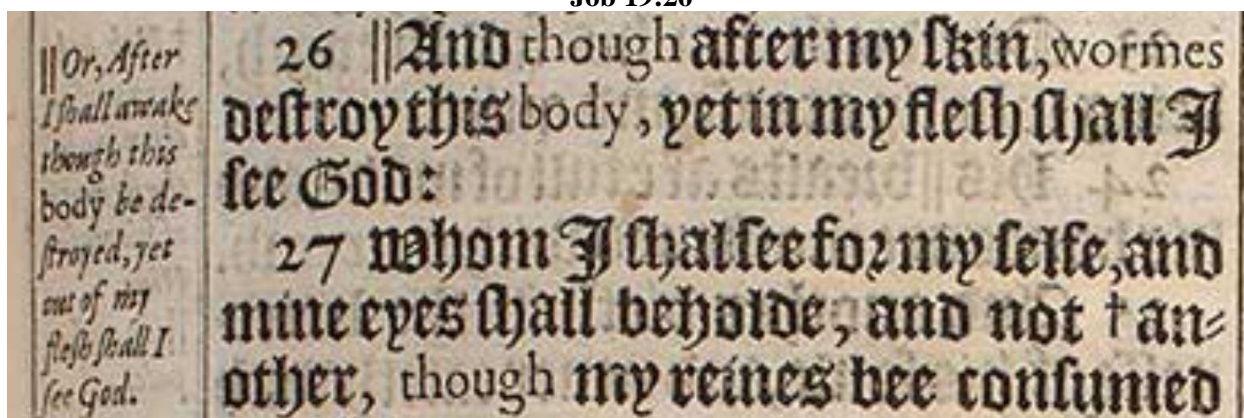 Job 19:26
‖Or, After
I ſhall awake
though this
body be de-
ſtroyed, yet
out of my
fleſh ſhall I
ſee God.
26 ‖And though after my ſkin, wormes
deſtroy this body, yet in my fleſh ſhall I
ſee God:
27 Whom I ſhal ſee for my ſelfe, and
mine eyes ſhall beholde, and not † an-
other, though my reines bee conſumed